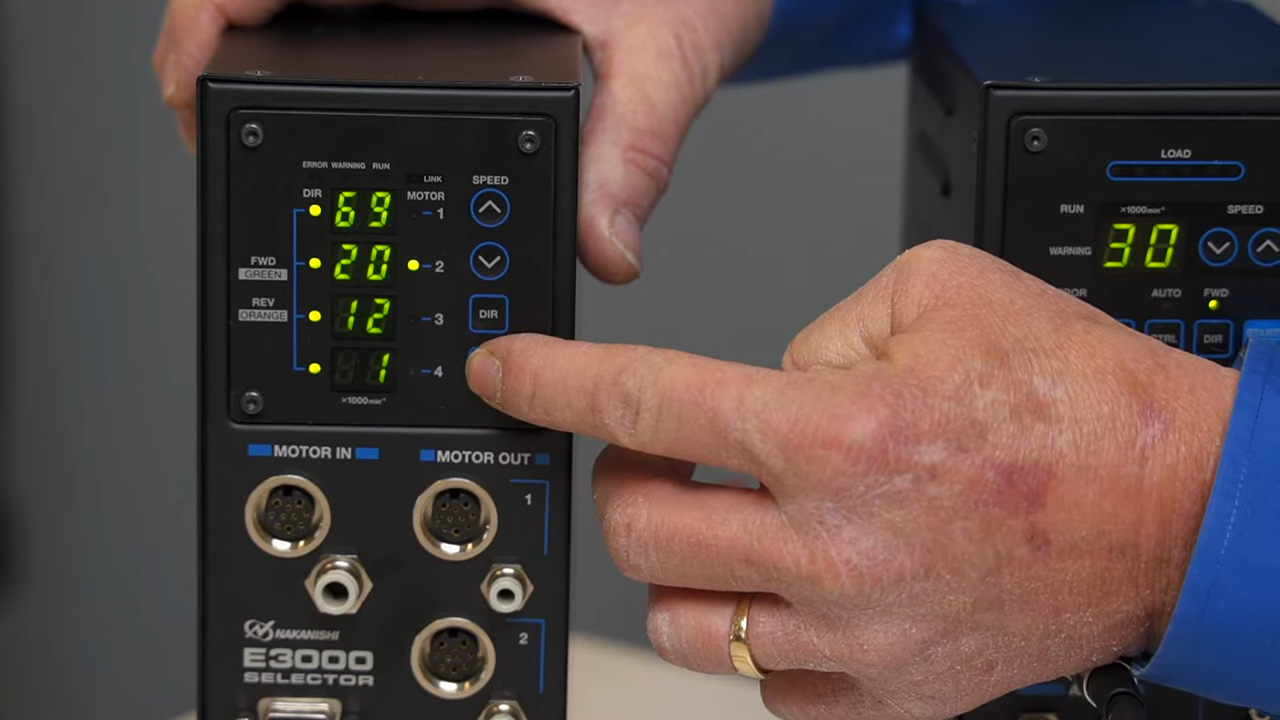 ERROR WARNING RUN
LINK
SPEED
DIR
MOTOR
69
1
20
2
FWD
GREEN
REV
ORANGE
12
3
DIR
1
4
×1000min⁻¹
MOTOR IN
MOTOR OUT
1
NAKANISHI
E3000
SELECTOR
2
LOAD
RUN
×1000min⁻¹
SPEED
WARNING
30
AUTO
FWD
DIR